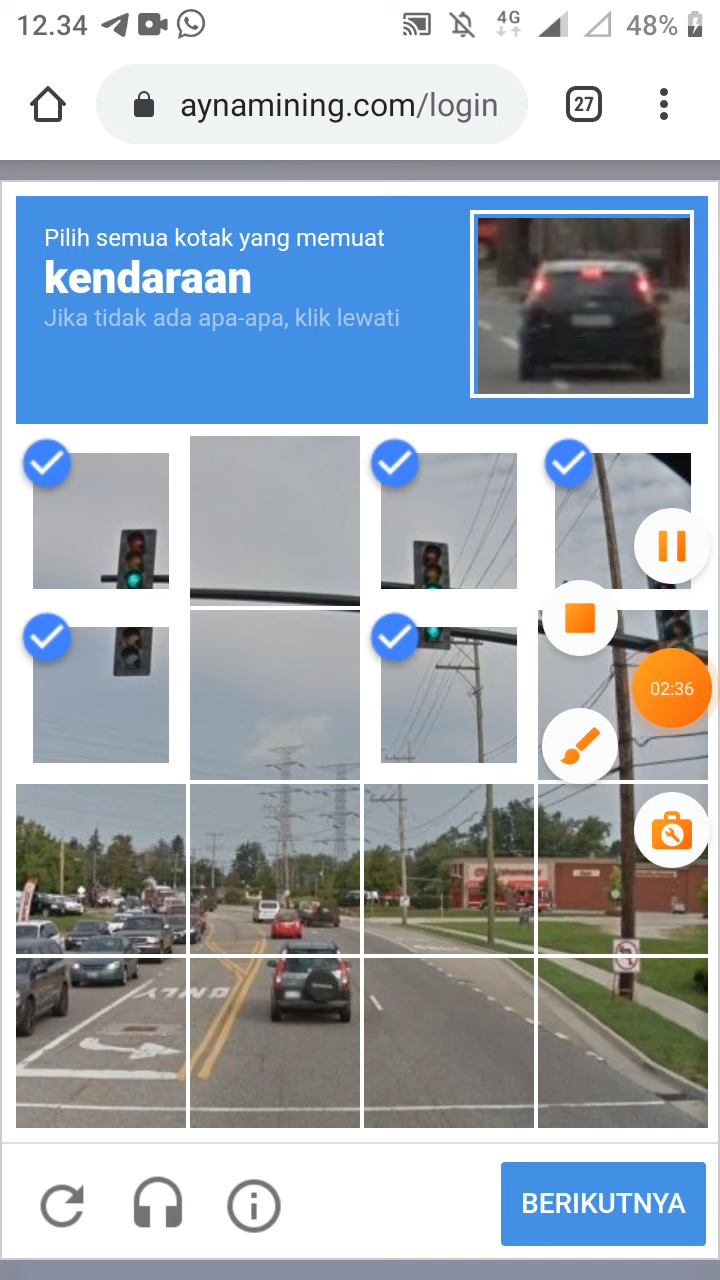 12.34
4G
48%
aynamining.com/login
27
Pilih semua kotak yang memuat
kendaraan
Jika tidak ada apa-apa, klik lewati
02:36
ONLY
BERIKUTNYA